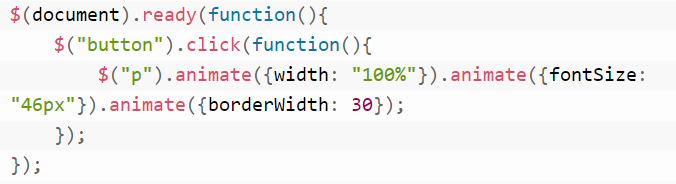 $(document).ready(function(){
    $("button").click(function(){
        $("p").animate({width: "100%"}).animate({fontSize:
"46px"}).animate({borderWidth: 30});
    });
});